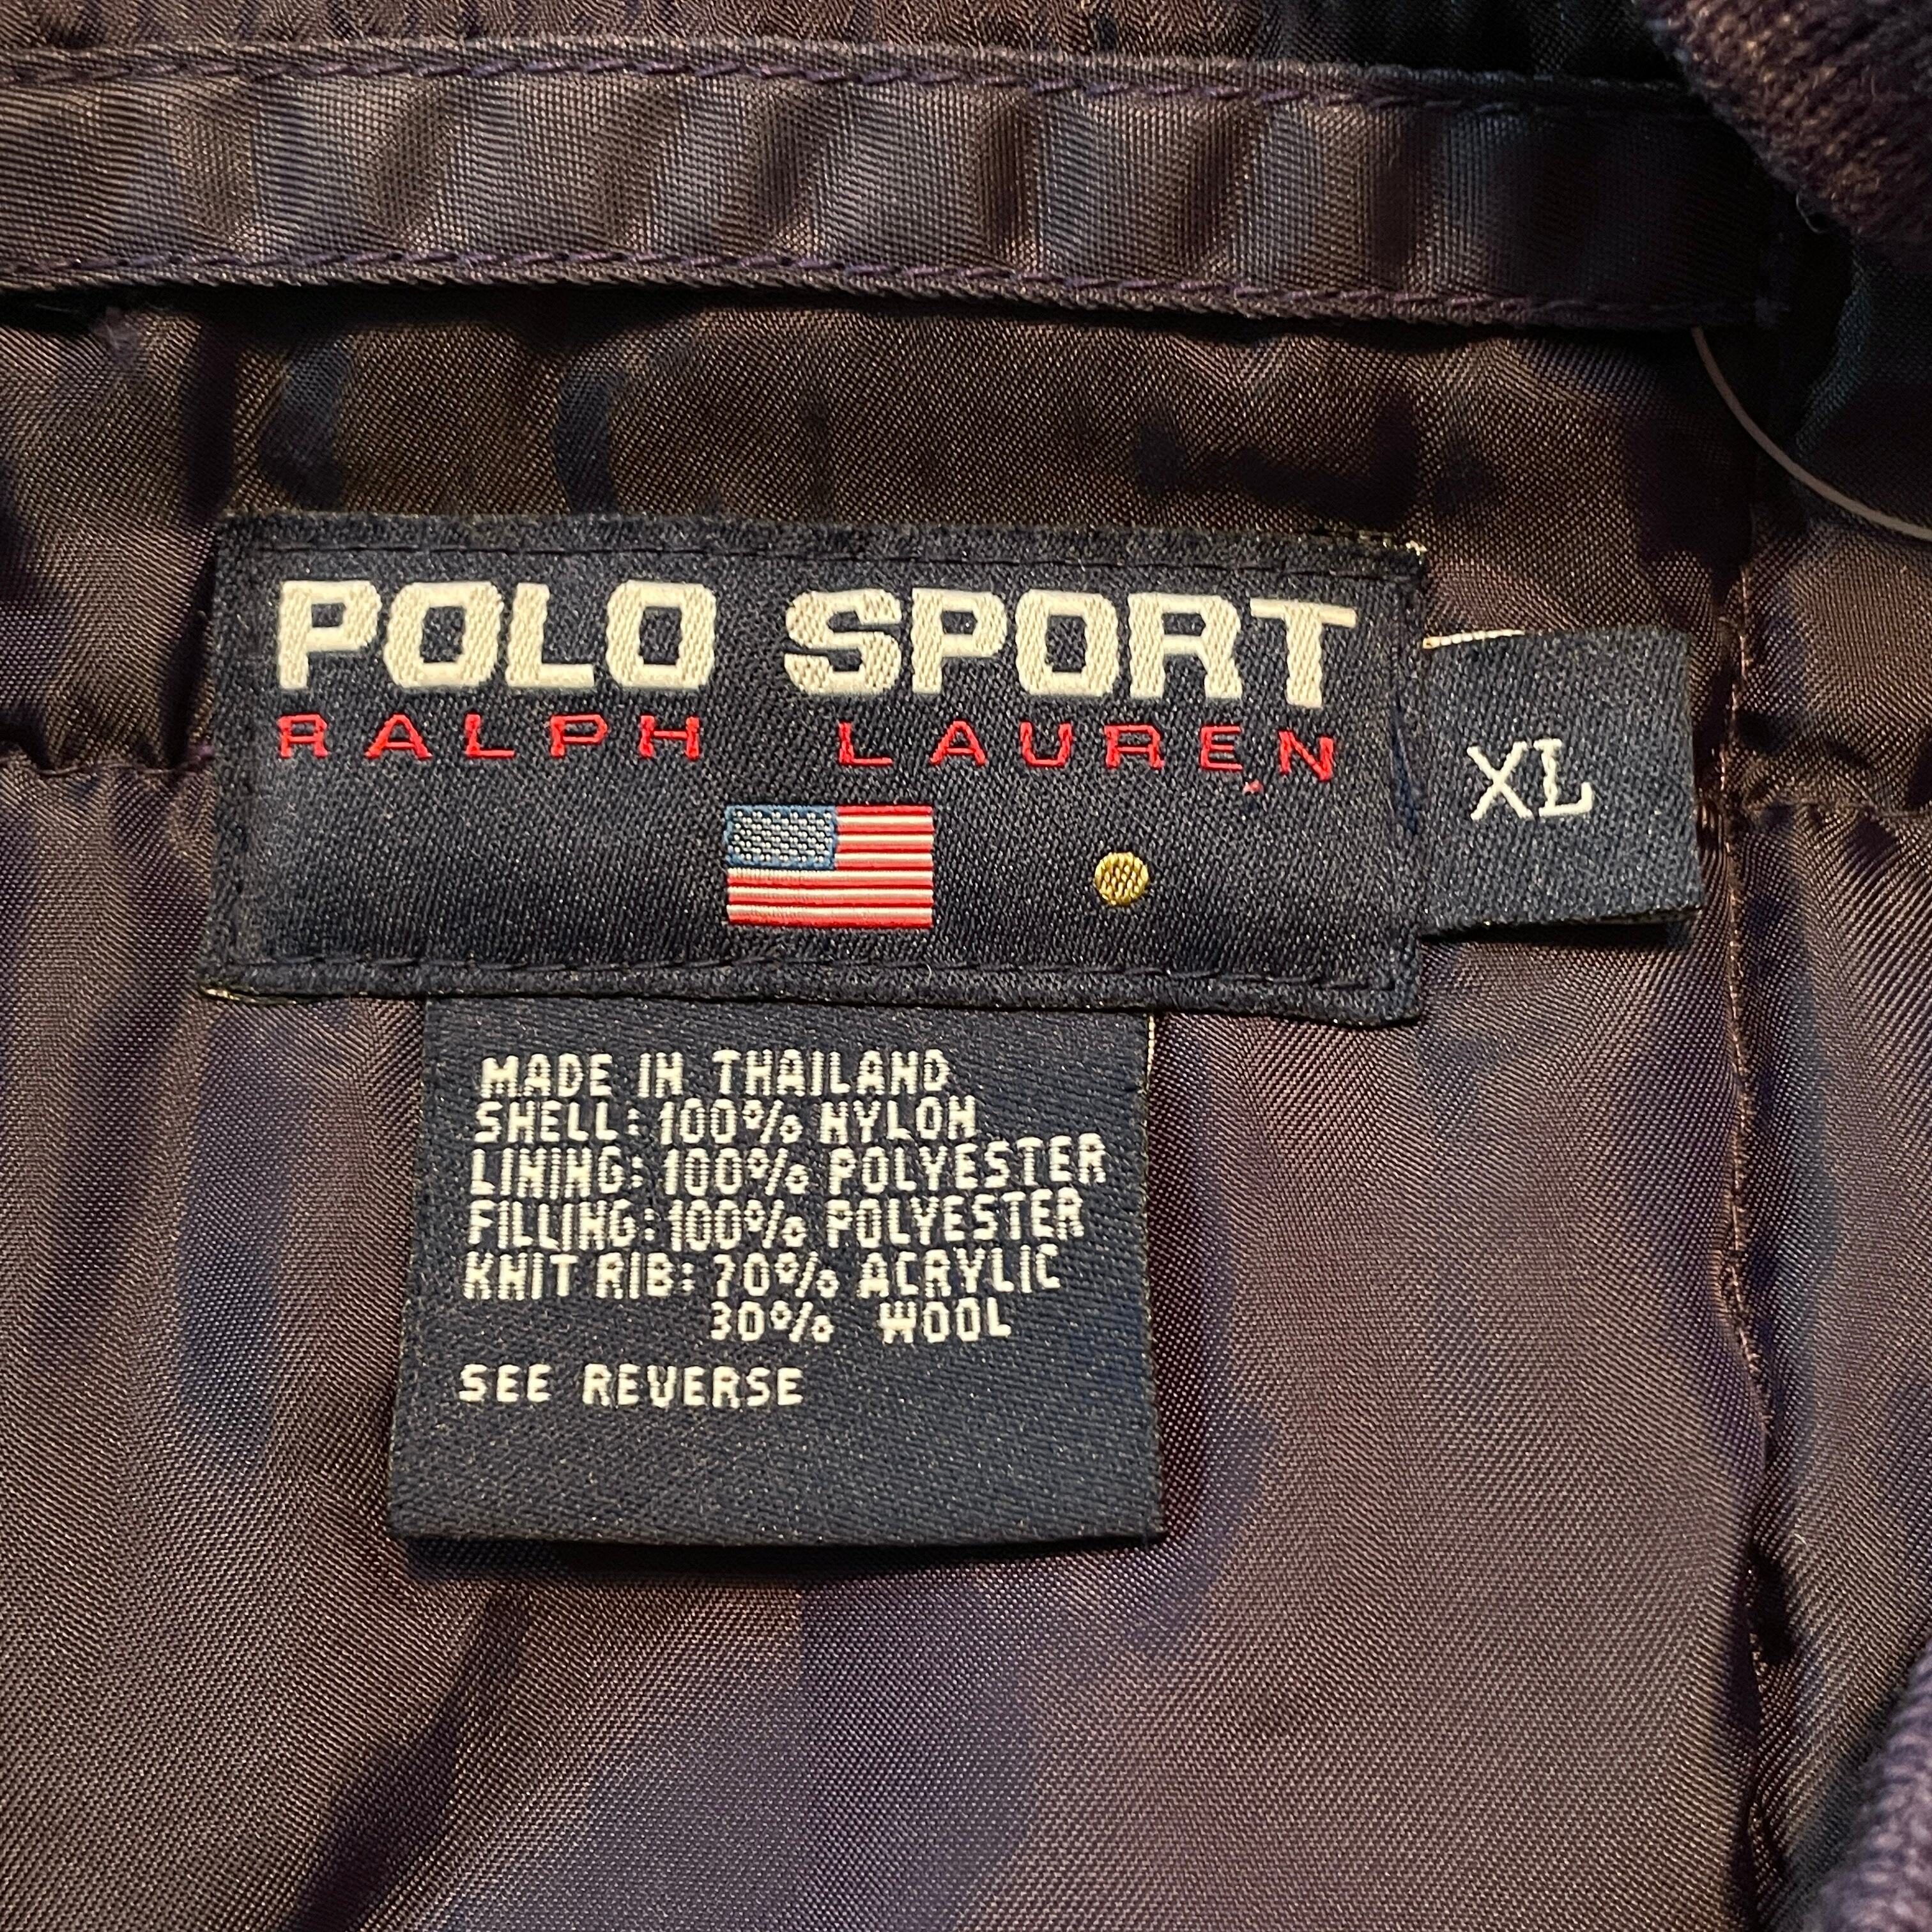 POLO SPORT
RALPH LAUREN
XL
MADE IN THAILAND
SHELL: 100% NYLON
LINING: 100% POLYESTER
FILLING: 100% POLYESTER
KNIT RIB: 70% ACRYLIC
30% WOOL
SEE REVERSE